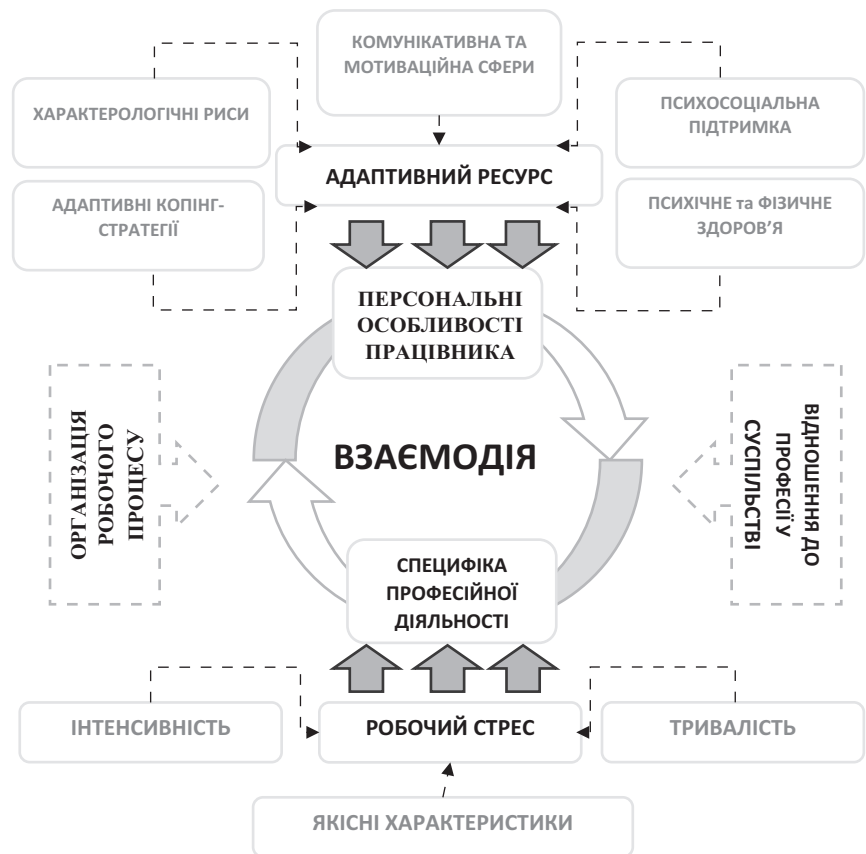 КОМУНІКАТИВНА ТА
МОТИВАЦІЙНА СФЕРИ
ХАРАКТЕРОЛОГІЧНІ РИСИ
ПСИХОСОЦІАЛЬНА
ПІДТРИМКА
АДАПТИВНИЙ РЕСУРС
АДАПТИВНІ КОПІНГ-
СТРАТЕГІЇ
ПСИХІЧНЕ та ФІЗИЧНЕ
ЗДОРОВ’Я
ПЕРСОНАЛЬНІ
ОСОБЛИВОСТІ
ПРАЦІВНИКА
ОРГАНІЗАЦІЯ
РОБОЧОГО
ПРОЦЕСУ
ВЗАЄМОДІЯ
ВІДНОШЕННЯ ДО
ПРОФЕСІЇ У
СУСПІЛЬСТВІ
СПЕЦИФІКА
ПРОФЕСІЙНОЇ
ДІЯЛЬНОСТІ
ІНТЕНСИВНІСТЬ
РОБОЧИЙ СТРЕС
ТРИВАЛІСТЬ
ЯКІСНІ ХАРАКТЕРИСТИКИ